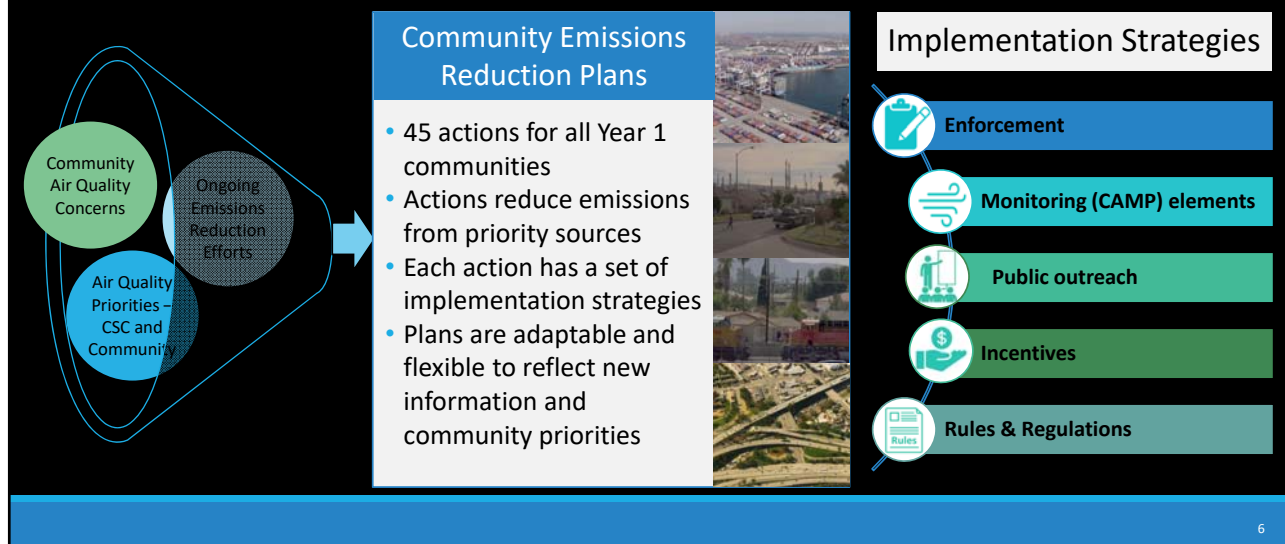 Community
Air Quality
Concerns
Ongoing
Emissions
Reduction
Efforts
Air Quality
Priorities –
CSC and
Community
Community Emissions
Reduction Plans
• 45 actions for all Year 1
communities
• Actions reduce emissions
from priority sources
• Each action has a set of
implementation strategies
• Plans are adaptable and
flexible to reflect new
information and
community priorities
Implementation Strategies
Enforcement
Monitoring (CAMP) elements
Public outreach
$
Incentives
Rules
Rules & Regulations
6